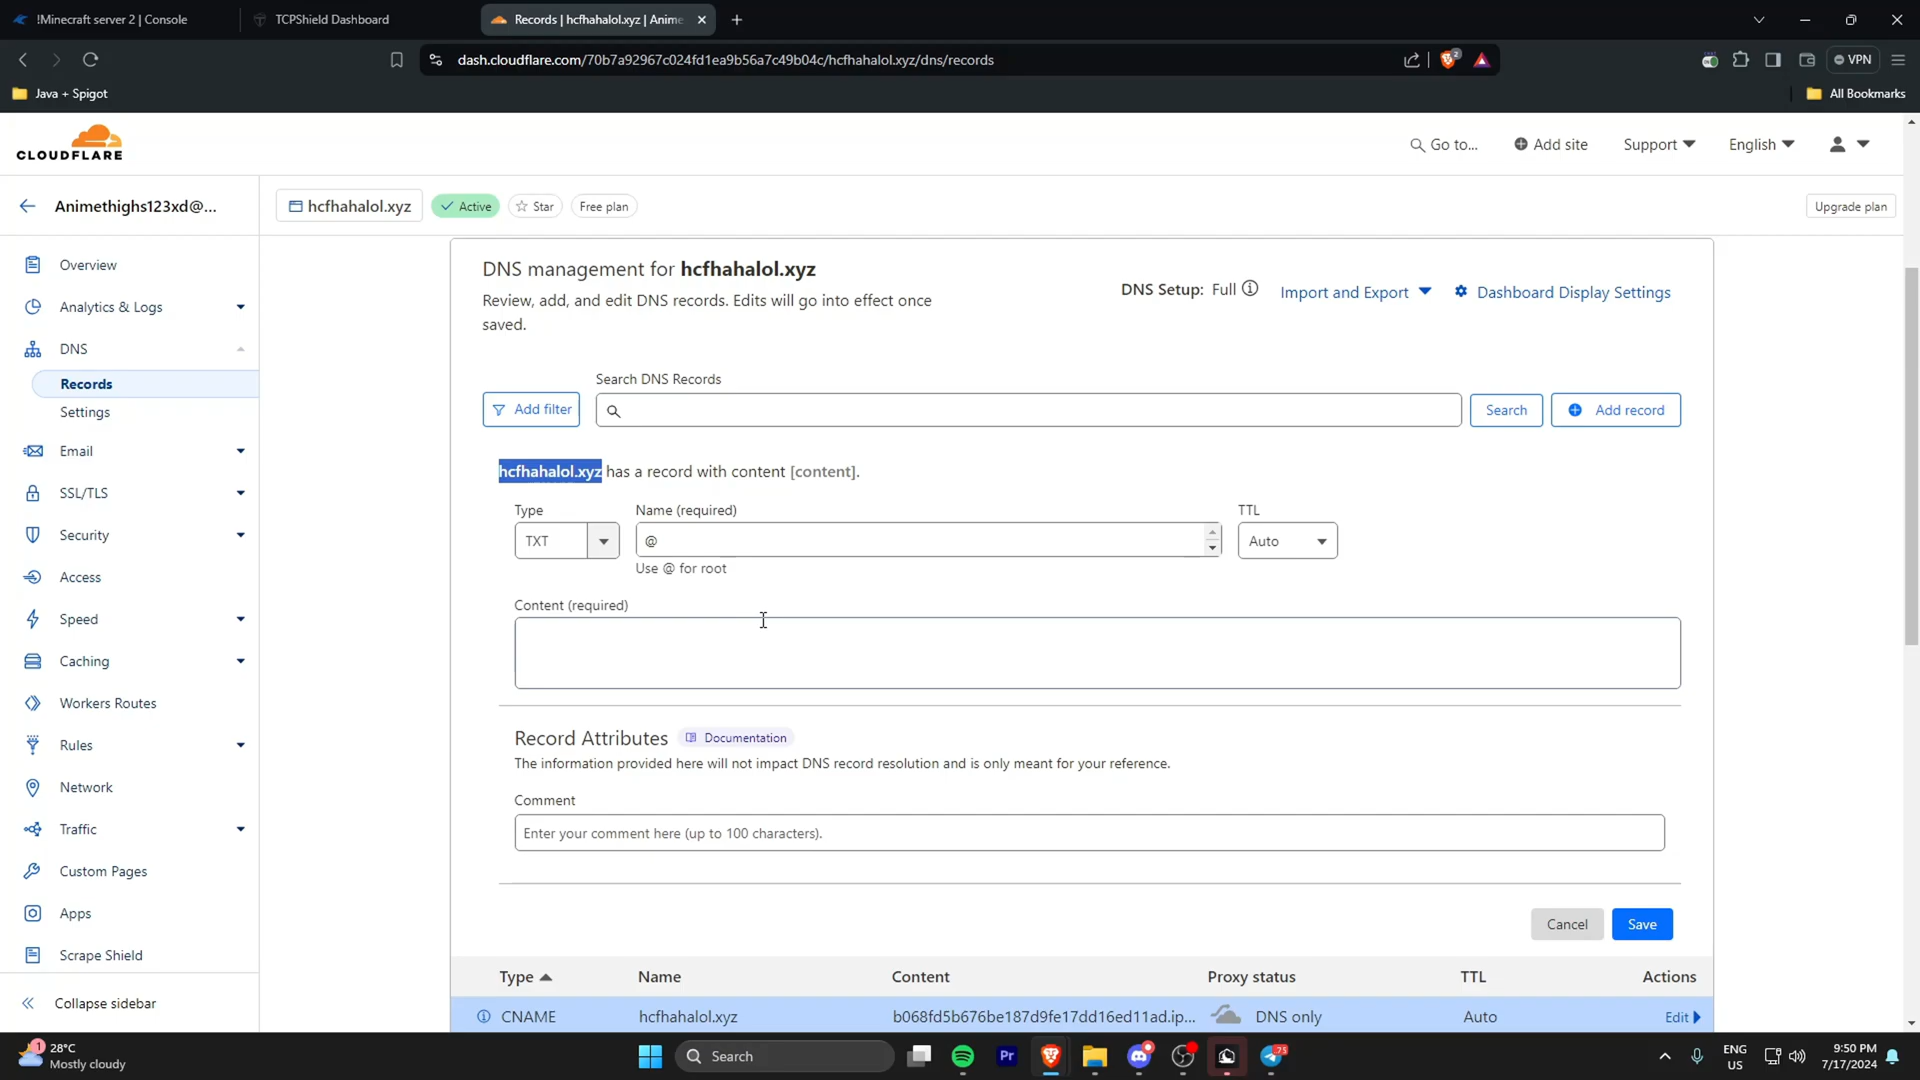 !Minecraft server 2 | Console
TCPShield Dashboard
Records | hcfhahalol.xyz | Anime
dash.cloudflare.com/70b7a92967c024fd1ea9b56a7c49b04c/hcfhahalol.xyz/dns/records
2
VPN
Java + Spigot
All Bookmarks
CLOUDFLARE
Go to...
Add site
Support
English
Animethighs123xd@...
hcfhahalol.xyz
Active
Star
Free plan
Upgrade plan
Overview
Analytics & Logs
DNS
Records
Settings
Email
SSL/TLS
Security
Access
Speed
Caching
Workers Routes
Rules
Network
Traffic
Custom Pages
Apps
Scrape Shield
Collapse sidebar
DNS management for hcfhahalol.xyz
Review, add, and edit DNS records. Edits will go into effect once
saved.
DNS Setup: Full
Import and Export
Dashboard Display Settings
Search DNS Records
Add filter
Search
Add record
hcfhahalol.xyz has a record with content [content].
Type
Name (required)
TTL
TXT
@
Auto
Use @ for root
Content (required)
Record Attributes
Documentation
The information provided here will not impact DNS record resolution and is only meant for your reference.
Comment
Enter your comment here (up to 100 characters).
Cancel
Save
Type
Name
Content
Proxy status
TTL
Actions
CNAME
hcfhahalol.xyz
b068fd5b676be187d9fe17dd16ed11ad.ip...
DNS only
Auto
Edit
1
28°C
Mostly cloudy
Search
Pr
75
ENG
US
9:50 PM
7/17/2024